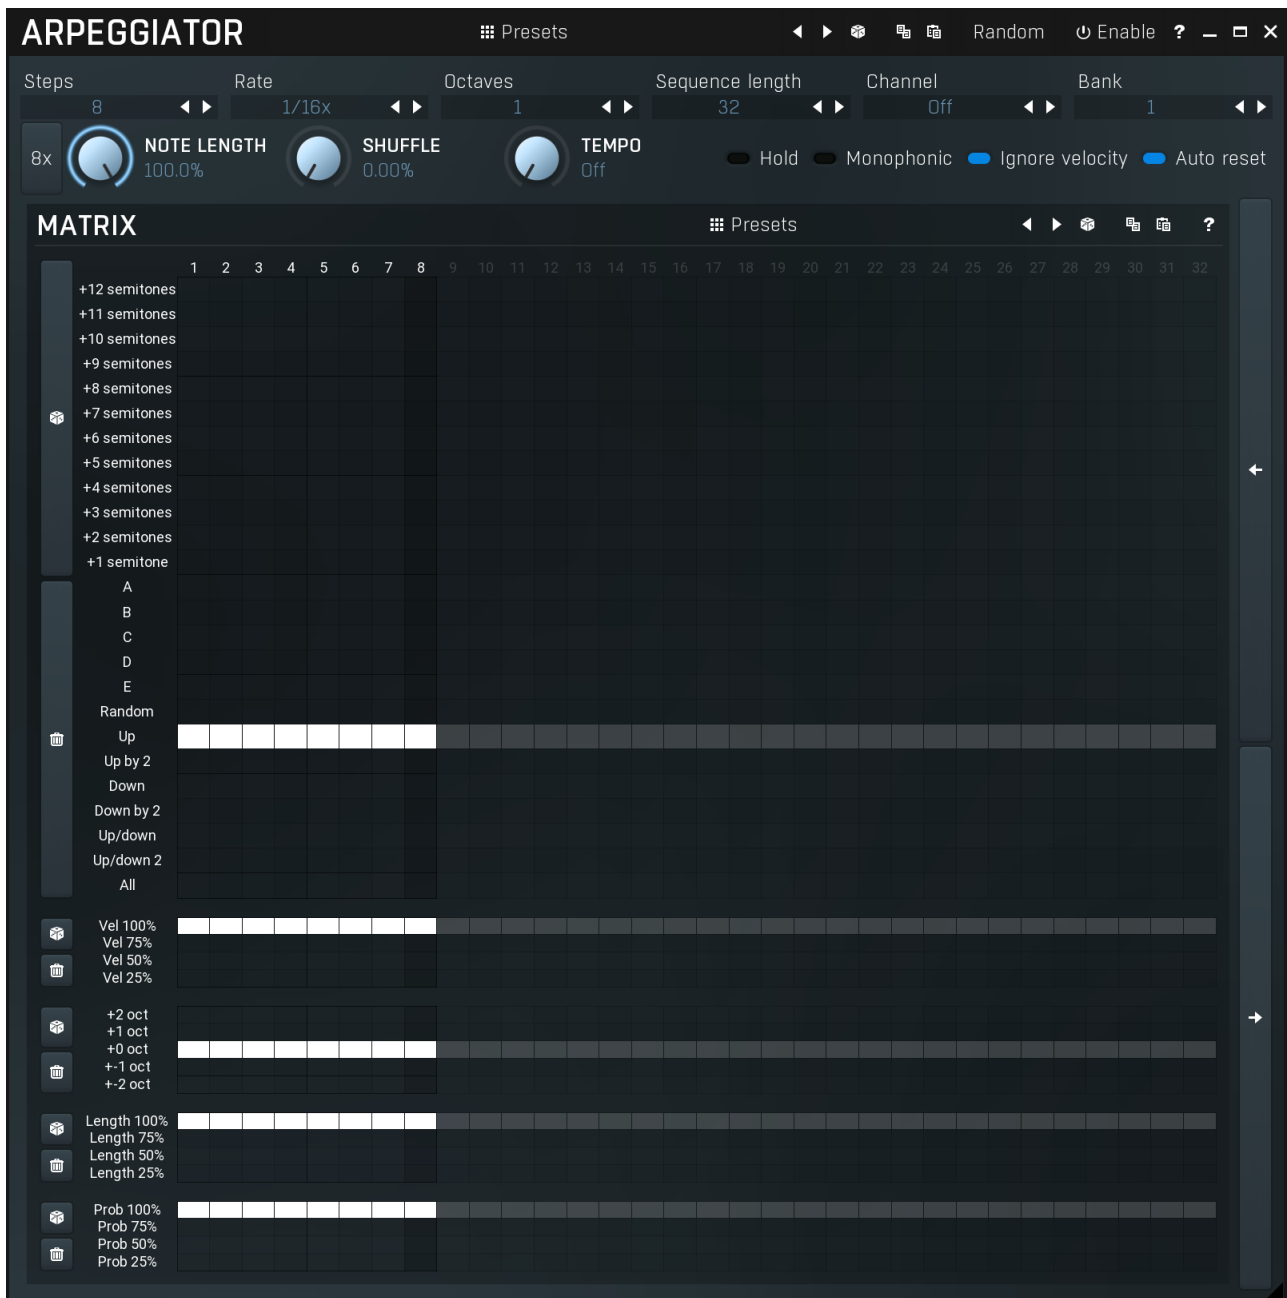 ARPEGGIATOR Presets Random Enable ?
Steps Rate Octaves Sequence length Channel Bank
8 1/16x 1 32 Off 1
8x NOTE LENGTH 100.0% SHUFFLE 0.00% TEMPO Off Hold Monophonic Ignore velocity Auto reset
MATRIX Presets ?
1 2 3 4 5 6 7 8 9 10 11 12 13 14 15 16 17 18 19 20 21 22 23 24 25 26 27 28 29 30 31 32
+12 semitones
+11 semitones
+10 semitones
+9 semitones
+8 semitones
+7 semitones
+6 semitones
+5 semitones
+4 semitones
+3 semitones
+2 semitones
+1 semitone
A
B
C
D
E
Random
Up
Up by 2
Down
Down by 2
Up/down
Up/down 2
All
Vel 100%
Vel 75%
Vel 50%
Vel 25%
+2 oct
+1 oct
+0 oct
+-1 oct
+-2 oct
Length 100%
Length 75%
Length 50%
Length 25%
Prob 100%
Prob 75%
Prob 50%
Prob 25%